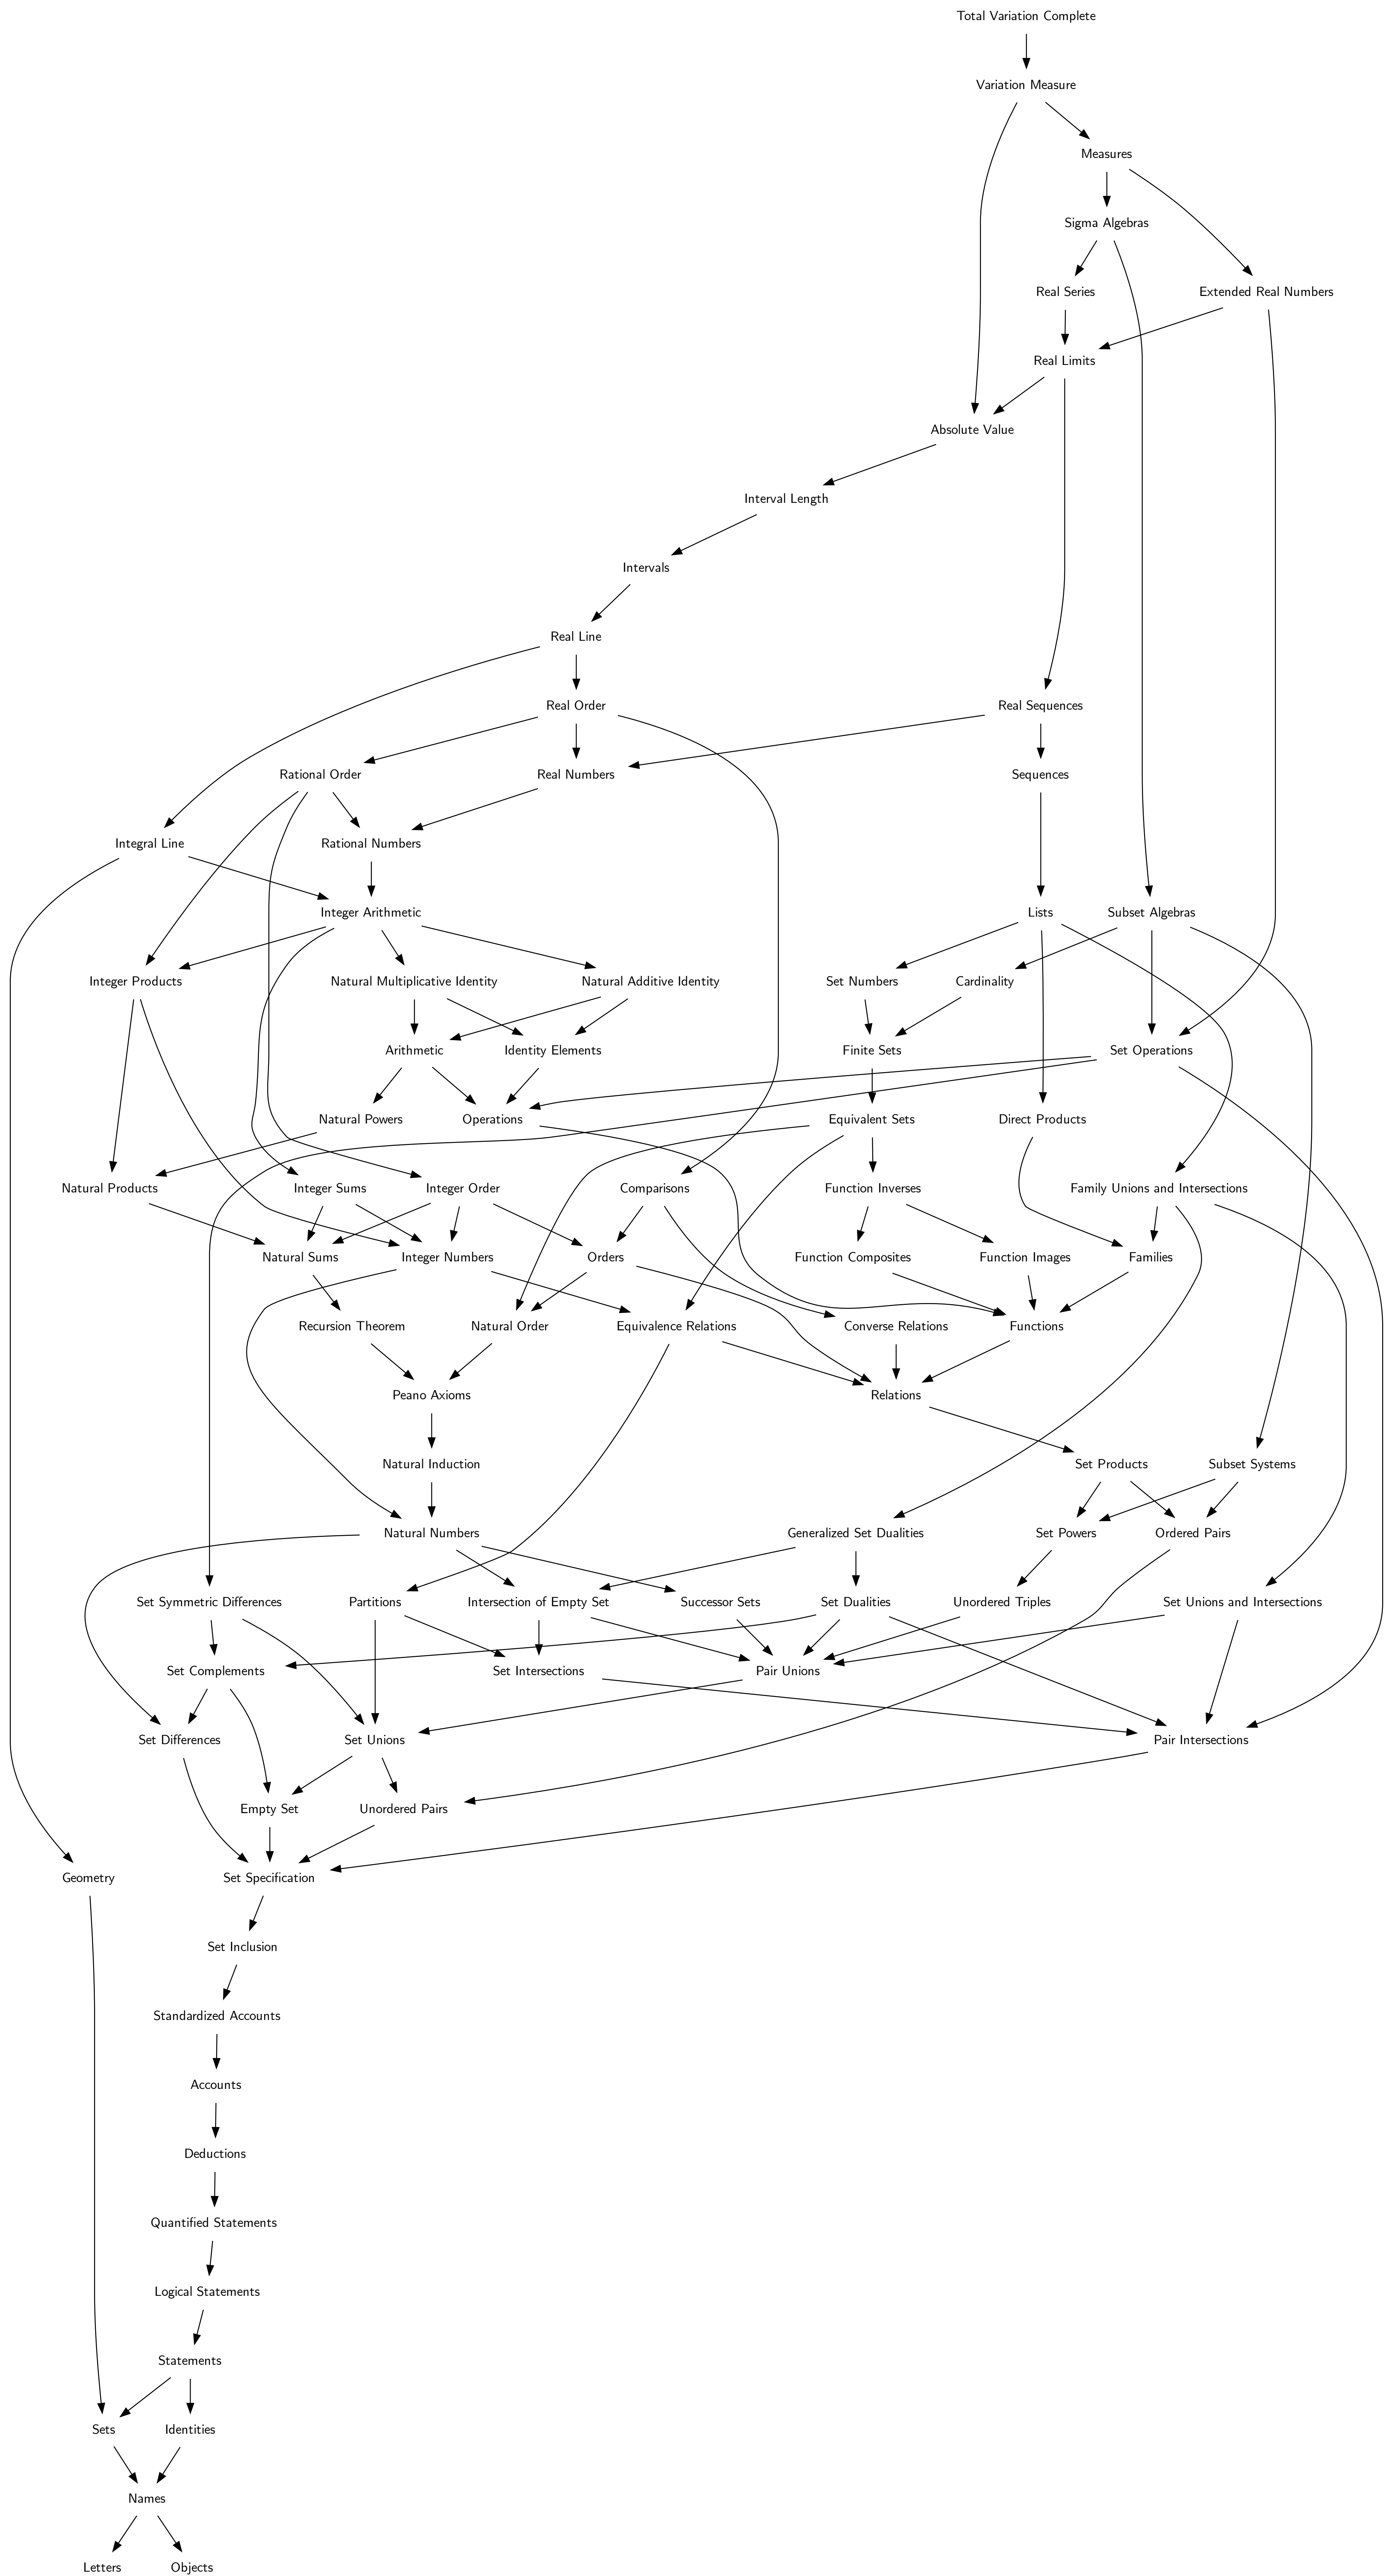 Total Variation Complete
Variation Measure
Measures
Sigma Algebras
Real Series
Extended Real Numbers
Real Limits
Absolute Value
Interval Length
Intervals
Real Line
Real Order
Real Sequences
Rational Order
Real Numbers
Sequences
Integral Line
Rational Numbers
Integer Arithmetic
Lists
Subset Algebras
Integer Products
Natural Multiplicative Identity
Natural Additive Identity
Set Numbers
Cardinality
Arithmetic
Identity Elements
Finite Sets
Set Operations
Natural Powers
Operations
Equivalent Sets
Direct Products
Natural Products
Integer Sums
Integer Order
Comparisons
Function Inverses
Family Unions and Intersections
Natural Sums
Integer Numbers
Orders
Function Composites
Function Images
Families
Recursion Theorem
Natural Order
Equivalence Relations
Converse Relations
Functions
Peano Axioms
Relations
Natural Induction
Set Products
Subset Systems
Natural Numbers
Generalized Set Dualities
Set Powers
Ordered Pairs
Set Symmetric Differences
Partitions
Intersection of Empty Set
Successor Sets
Set Dualities
Unordered Triples
Set Unions and Intersections
Set Complements
Set Intersections
Pair Unions
Set Differences
Set Unions
Pair Intersections
Empty Set
Unordered Pairs
Geometry
Set Specification
Set Inclusion
Standardized Accounts
Accounts
Deductions
Quantified Statements
Logical Statements
Statements
Sets
Identities
Names
Letters
Objects